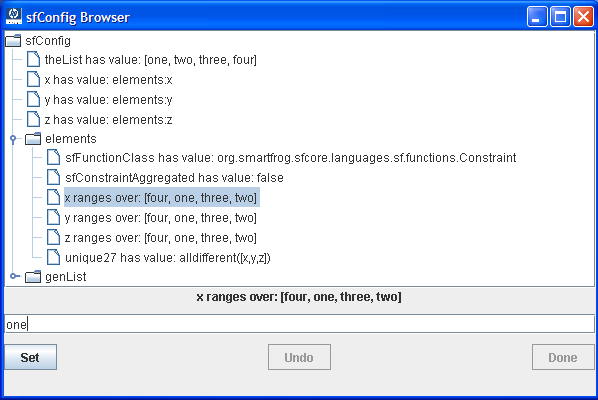 sfConfig Browser
sfConfig
theList has value: [one, two, three, four]
x has value: elements:x
y has value: elements:y
z has value: elements:z
elements
sfFunctionClass has value: org.smartfrog.sfcore.languages.sf.functions.Constraint
sfConstraintAggregated has value: false
x ranges over: [four, one, three, two]
y ranges over: [four, one, three, two]
z ranges over: [four, one, three, two]
unique27 has value: alldifferent([x,y,z])
genList
x ranges over: [four, one, three, two]
one
Set Undo Done